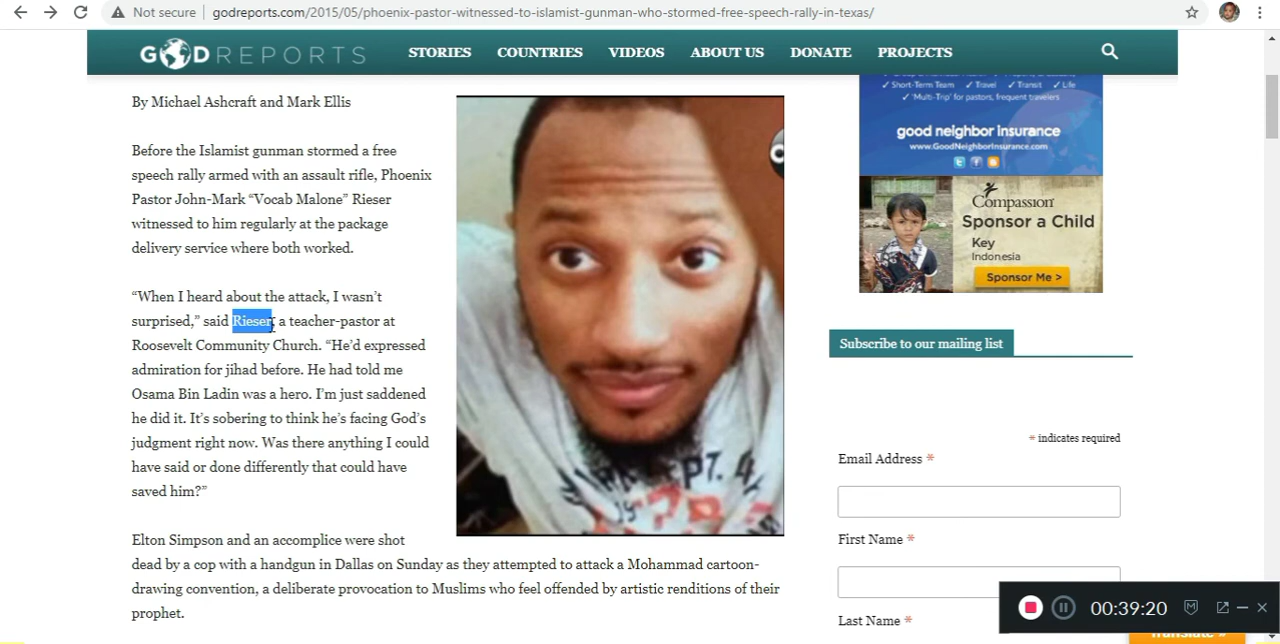 Not secure
godreports.com/2015/05/phoenix-pastor-witnessed-to-islamist-gunman-who-stormed-free-speech-rally-in-texas/
GODREPORTS
STORIES COUNTRIES VIDEOS ABOUT US DONATE PROJECTS
By Michael Ashcraft and Mark Ellis
Before the Islamist gunman stormed a free
speech rally armed with an assault rifle, Phoenix
Pastor John-Mark “Vocab Malone” Rieser
witnessed to him regularly at the package
delivery service where both worked.
“When I heard about the attack, I wasn’t
surprised,” said Rieser, a teacher-pastor at
Roosevelt Community Church. “He’d expressed
admiration for jihad before. He had told me
Osama Bin Ladin was a hero. I’m just saddened
he did it. It’s sobering to think he’s facing God’s
judgment right now. Was there anything I could
have said or done differently that could have
saved him?”
Elton Simpson and an accomplice were shot
dead by a cop with a handgun in Dallas on Sunday as they attempted to attack a Mohammad cartoon-
drawing convention, a deliberate provocation to Muslims who feel offended by artistic renditions of their
prophet.
PT. 4
✓ Short-Term Team ✓ Travel ✓ Transit ✓ Life
✓ ‘Multi-Trip’ for pastors, frequent travelers
good neighbor insurance
www.GoodNeighborInsurance.com
Compassion
Sponsor a Child
Key
Indonesia
Sponsor Me >
Subscribe to our mailing list
* indicates required
Email Address *
First Name *
Last Name *
00:39:20
Translate »